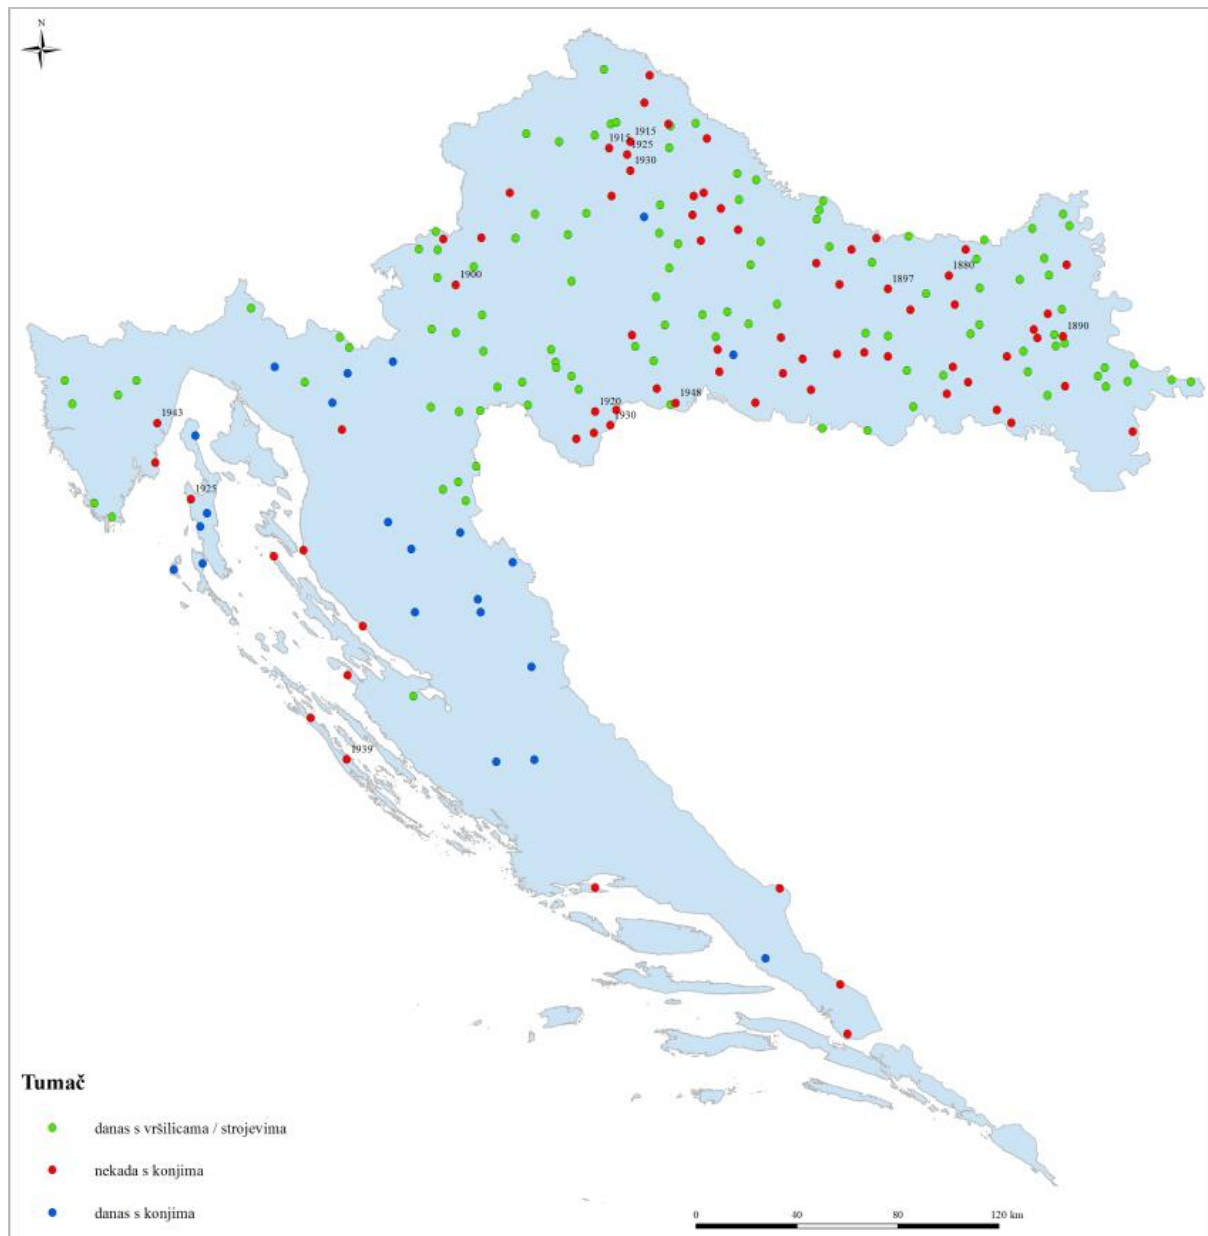 N
1915
1915
1925
1930
1900
1880
1897
1890
1943
1920
1948
1930
1925
1939
Tumač
danas s vršilicama / strojevima
nekada s konjima
danas s konjima
0 40 80 120 km